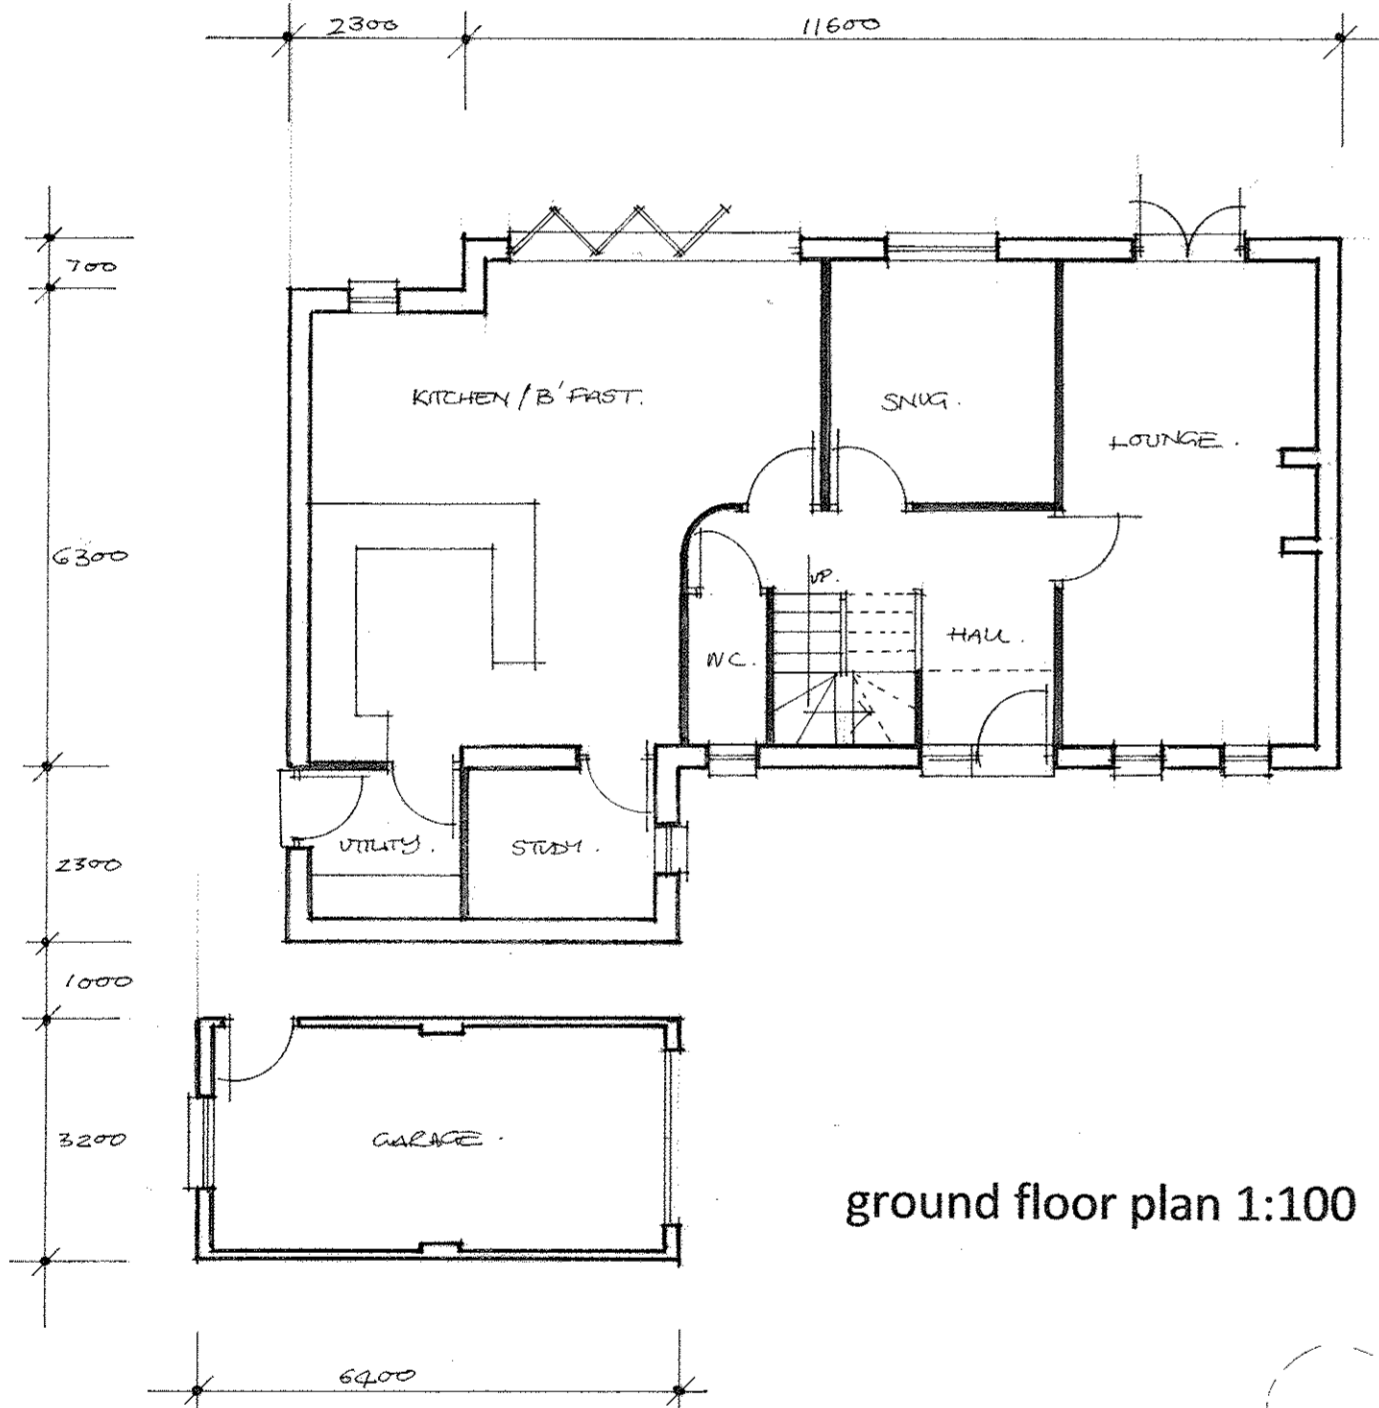 2300
11600
700
KITCHEN / B'FAST.
SNUG.
LOUNGE.
6300
UP.
HALL.
WC.
2300
UTILITY.
STUDY.
1000
3200
GARAGE.
ground floor plan 1:100
6400